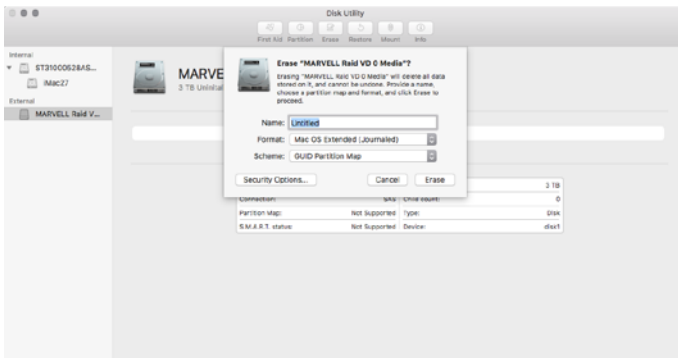 Disk Utility
First Aid Partition Erase Restore Mount Info
Internal
ST31000528AS...
iMac27
External
MARVELL Raid V...
MARVE
3 TB Uninitial
Erase "MARVELL Raid VD 0 Media"?
Erasing "MARVELL Raid VD 0 Media" will delete all data
stored on it, and cannot be undone. Provide a name,
choose a partition map and format, and click Erase to
proceed.
Name: Untitled
Format: Mac OS Extended (Journaled)
Scheme: GUID Partition Map
Security Options... Cancel Erase
3 TB
Connection: SAS Child count: 0
Partition Map: Not Supported Type: Disk
S.M.A.R.T. status: Not Supported Device: disk1